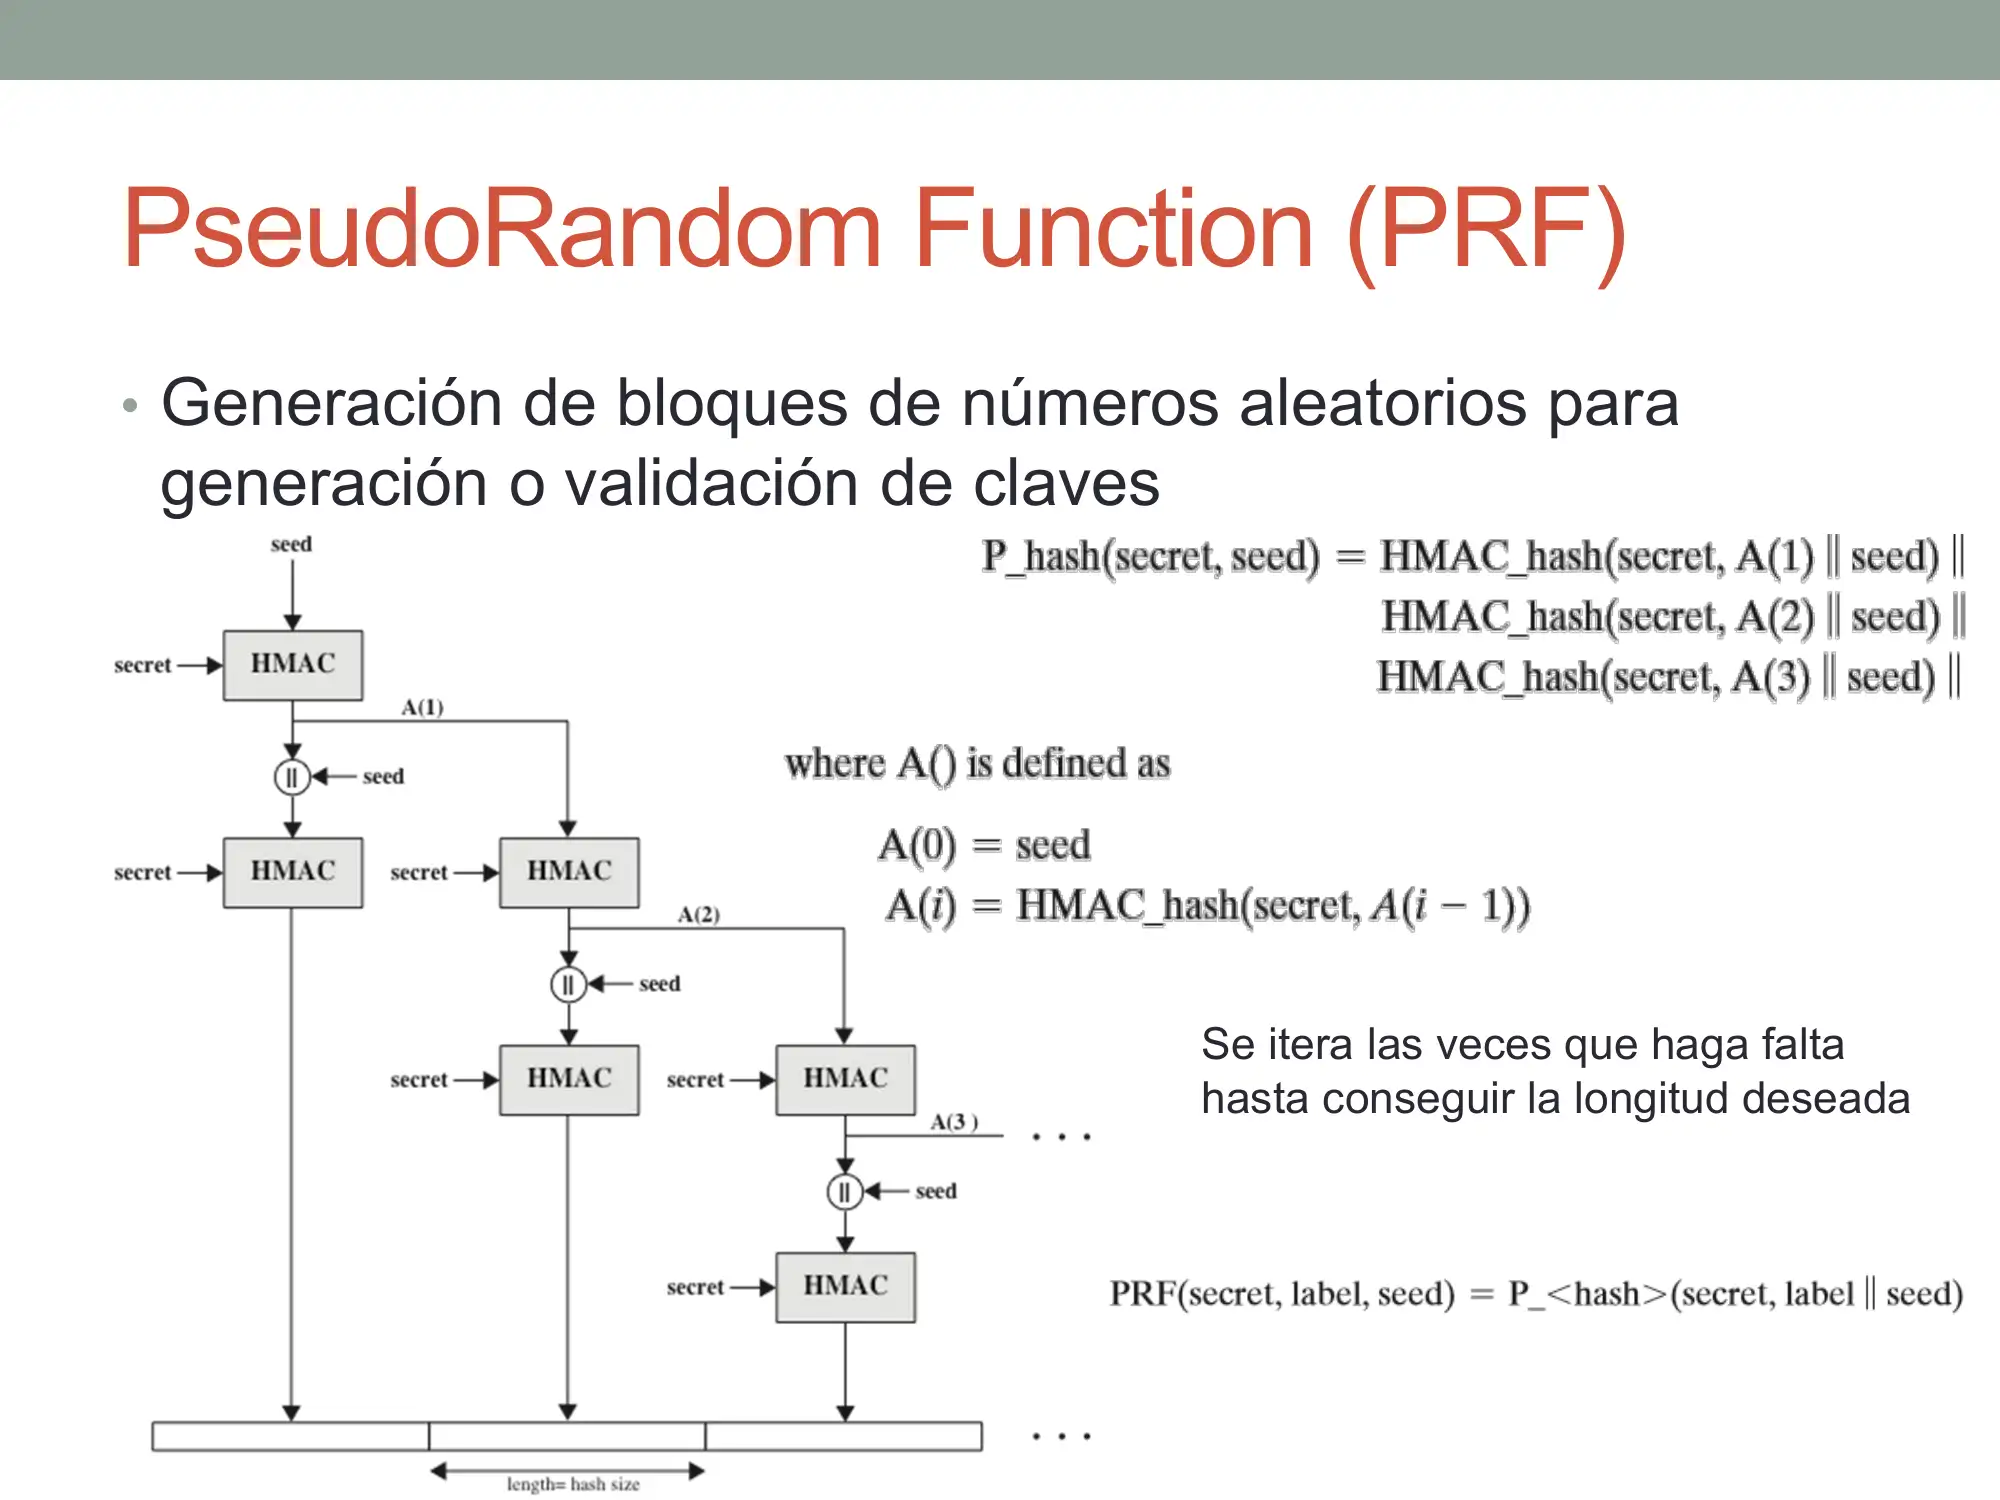 PseudoRandom Function (PRF)
• Generación de bloques de números aleatorios para
generación o validación de claves
seed
secret
HMAC
A(1)
||
seed
secret
HMAC
secret
HMAC
A(2)
||
seed
secret
HMAC
secret
HMAC
A(3 )
. . .
||
seed
secret
HMAC
. . .
length= hash size
P_hash(secret, seed) = HMAC_hash(secret, A(1) || seed) ||
HMAC_hash(secret, A(2) || seed) ||
HMAC_hash(secret, A(3) || seed) ||
where A() is defined as
A(0) = seed
A(i) = HMAC_hash(secret, A(i − 1))
Se itera las veces que haga falta
hasta conseguir la longitud deseada
PRF(secret, label, seed) = P_<hash>(secret, label || seed)